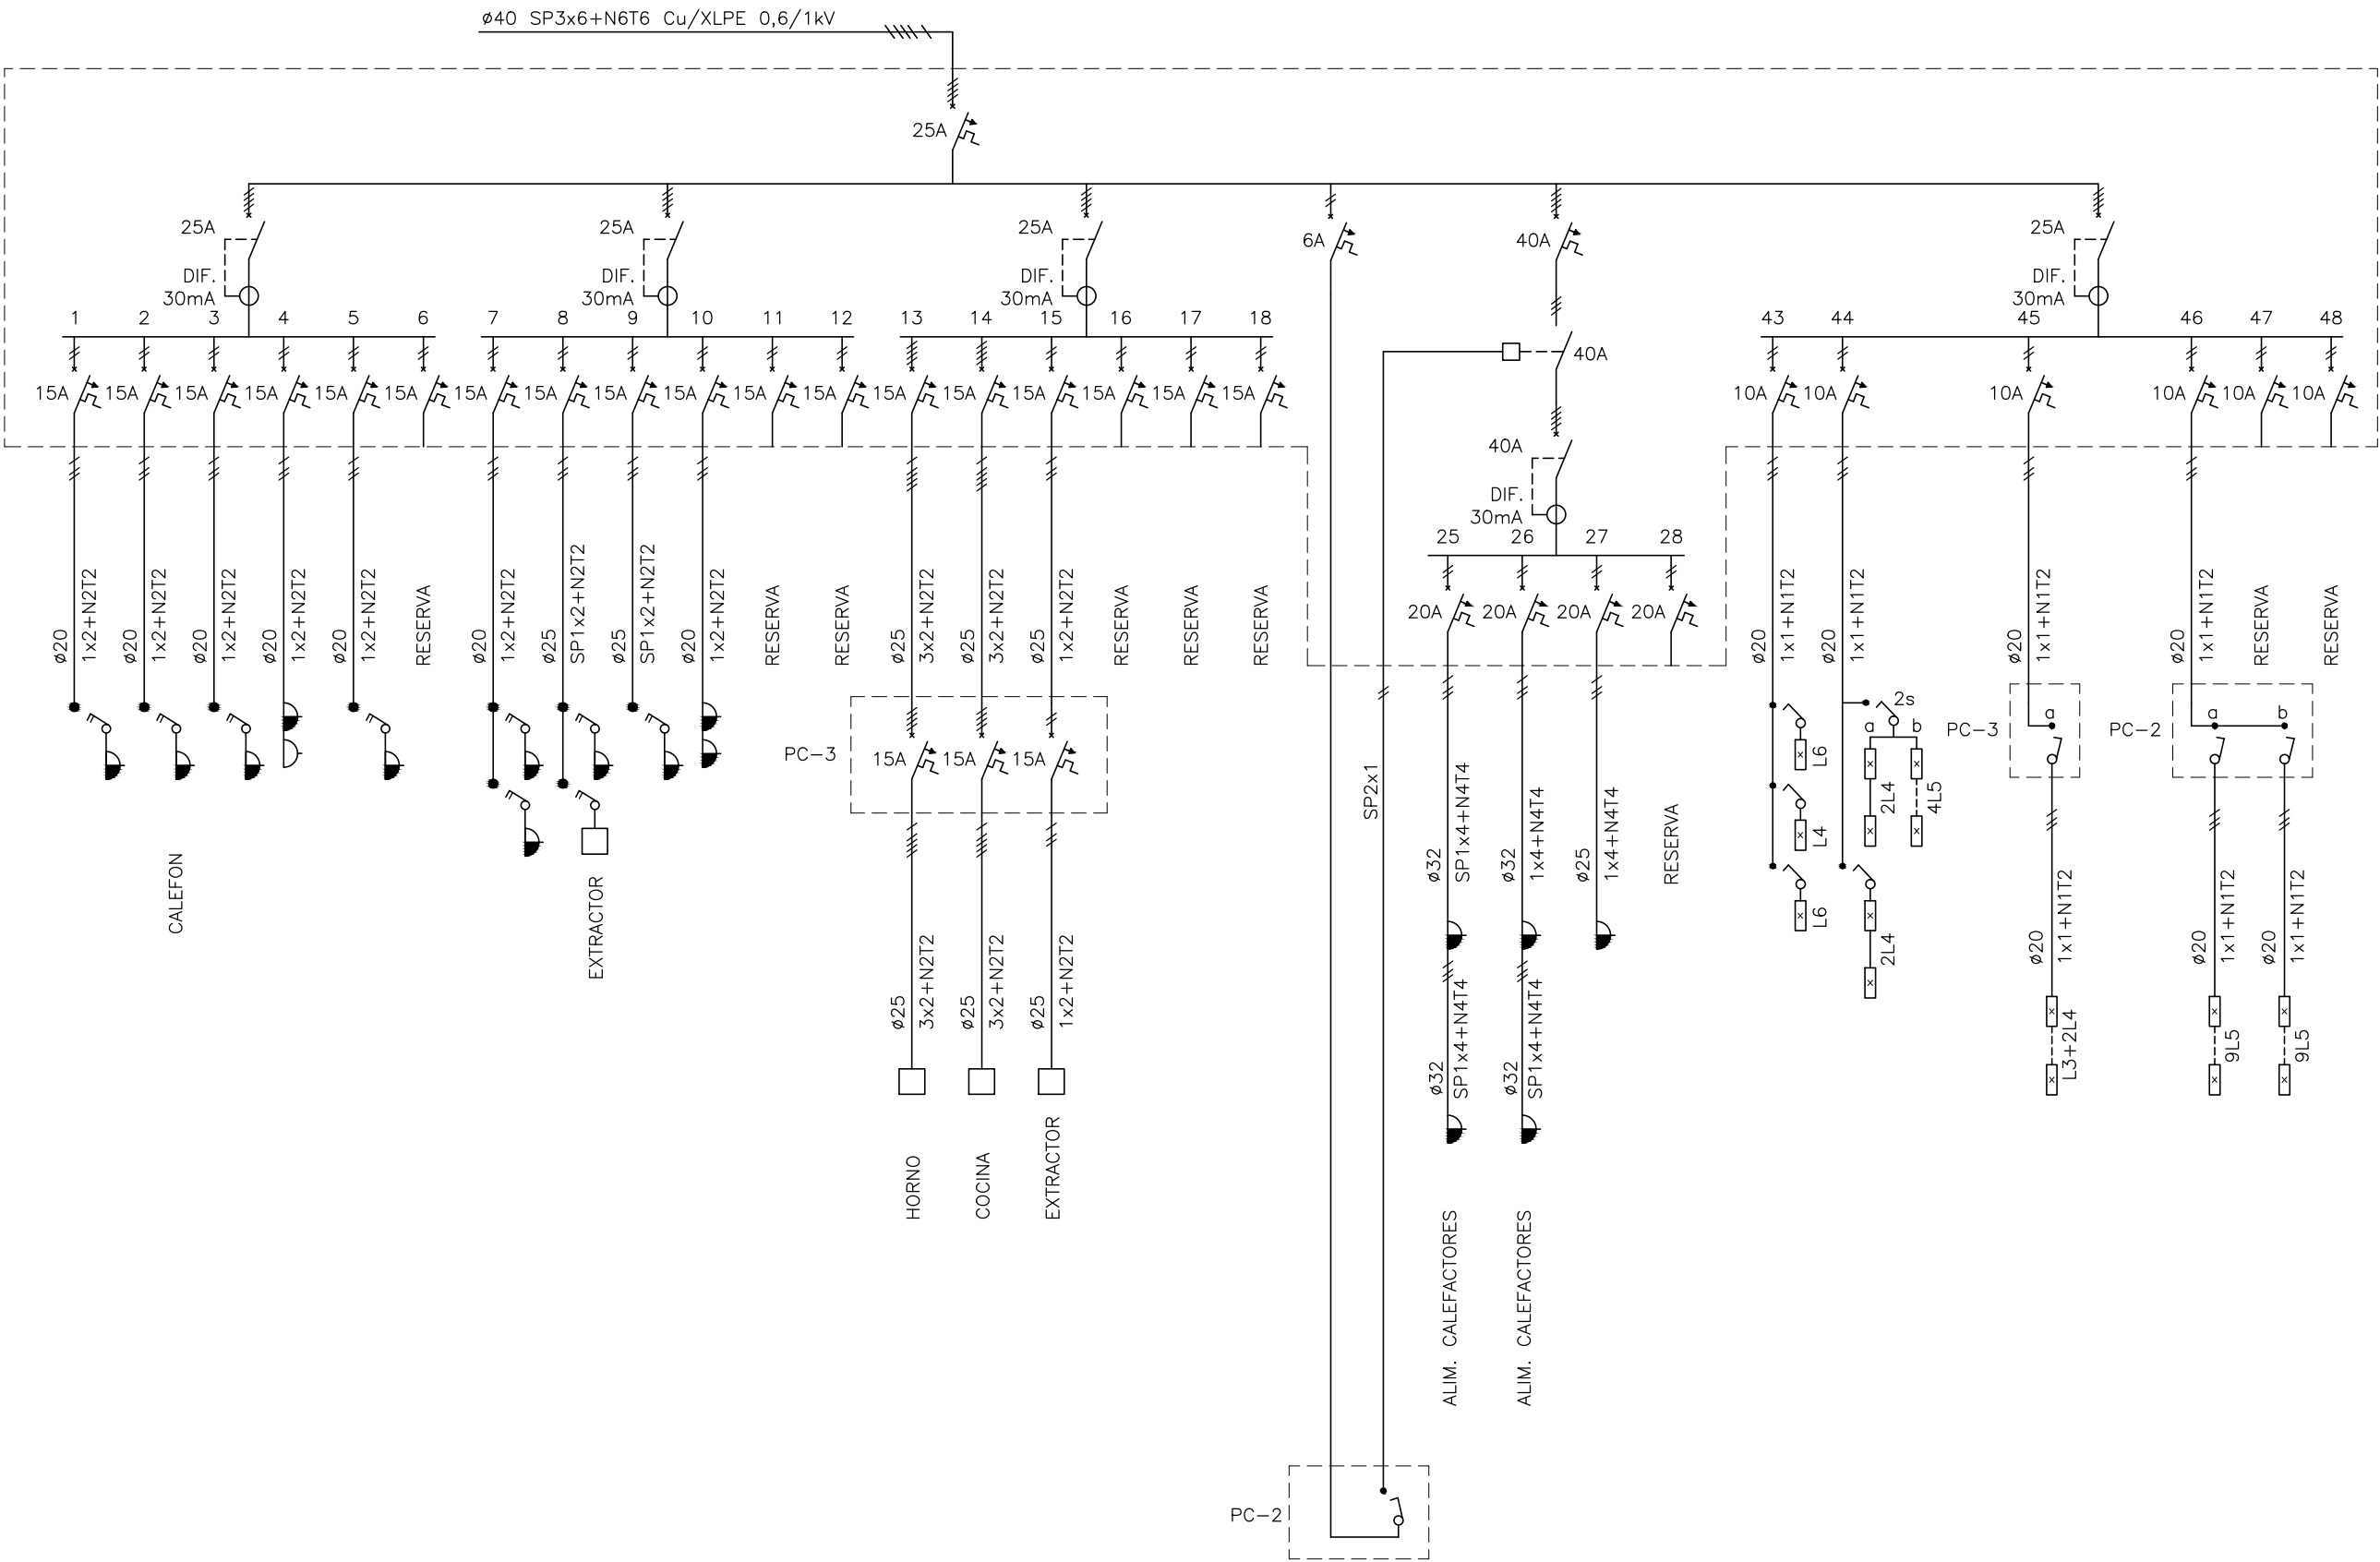 ø40 SP3x6+N6T6 Cu/XLPE 0,6/1kV
25A
25A
DIF.
30mA
25A
DIF.
30mA
25A
DIF.
30mA
6A
40A
25A
DIF.
30mA
1 2 3 4 5 6 7 8 9 10 11 12 13 14 15 16 17 18
43 44 45 46 47 48
40A
15A 15A 15A 15A 15A 15A 15A 15A 15A 15A 15A 15A 15A 15A 15A 15A 15A 15A
10A 10A 10A 10A 10A 10A
40A
DIF.
30mA
25 26 27 28
20A 20A 20A 20A
ø20
1x2+N2T2
ø20
1x2+N2T2
ø20
1x2+N2T2
ø20
1x2+N2T2
ø20
1x2+N2T2
RESERVA
ø20
1x2+N2T2
ø25
SP1x2+N2T2
ø25
SP1x2+N2T2
ø20
1x2+N2T2
RESERVA
RESERVA
ø25
3x2+N2T2
ø25
3x2+N2T2
ø25
1x2+N2T2
RESERVA
RESERVA
RESERVA
ø20
1x1+N1T2
ø20
1x1+N1T2
ø20
1x1+N1T2
ø20
1x1+N1T2
RESERVA
RESERVA
CALEFON
EXTRACTOR
PC-3
15A 15A 15A
ø25
3x2+N2T2
ø25
3x2+N2T2
ø25
1x2+N2T2
HORNO
COCINA
EXTRACTOR
SP2x1
ø32
SP1x4+N4T4
ø32
1x4+N4T4
ø25
1x4+N4T4
RESERVA
ø32
SP1x4+N4T4
ø32
SP1x4+N4T4
ALIM. CALEFACTORES
ALIM. CALEFACTORES
L6
L4
L6
2s
a b
2L4
4L5
2L4
PC-3
a
ø20
1x1+N1T2
L3+2L4
PC-2
a b
ø20
1x1+N1T2
ø20
1x1+N1T2
9L5
9L5
PC-2